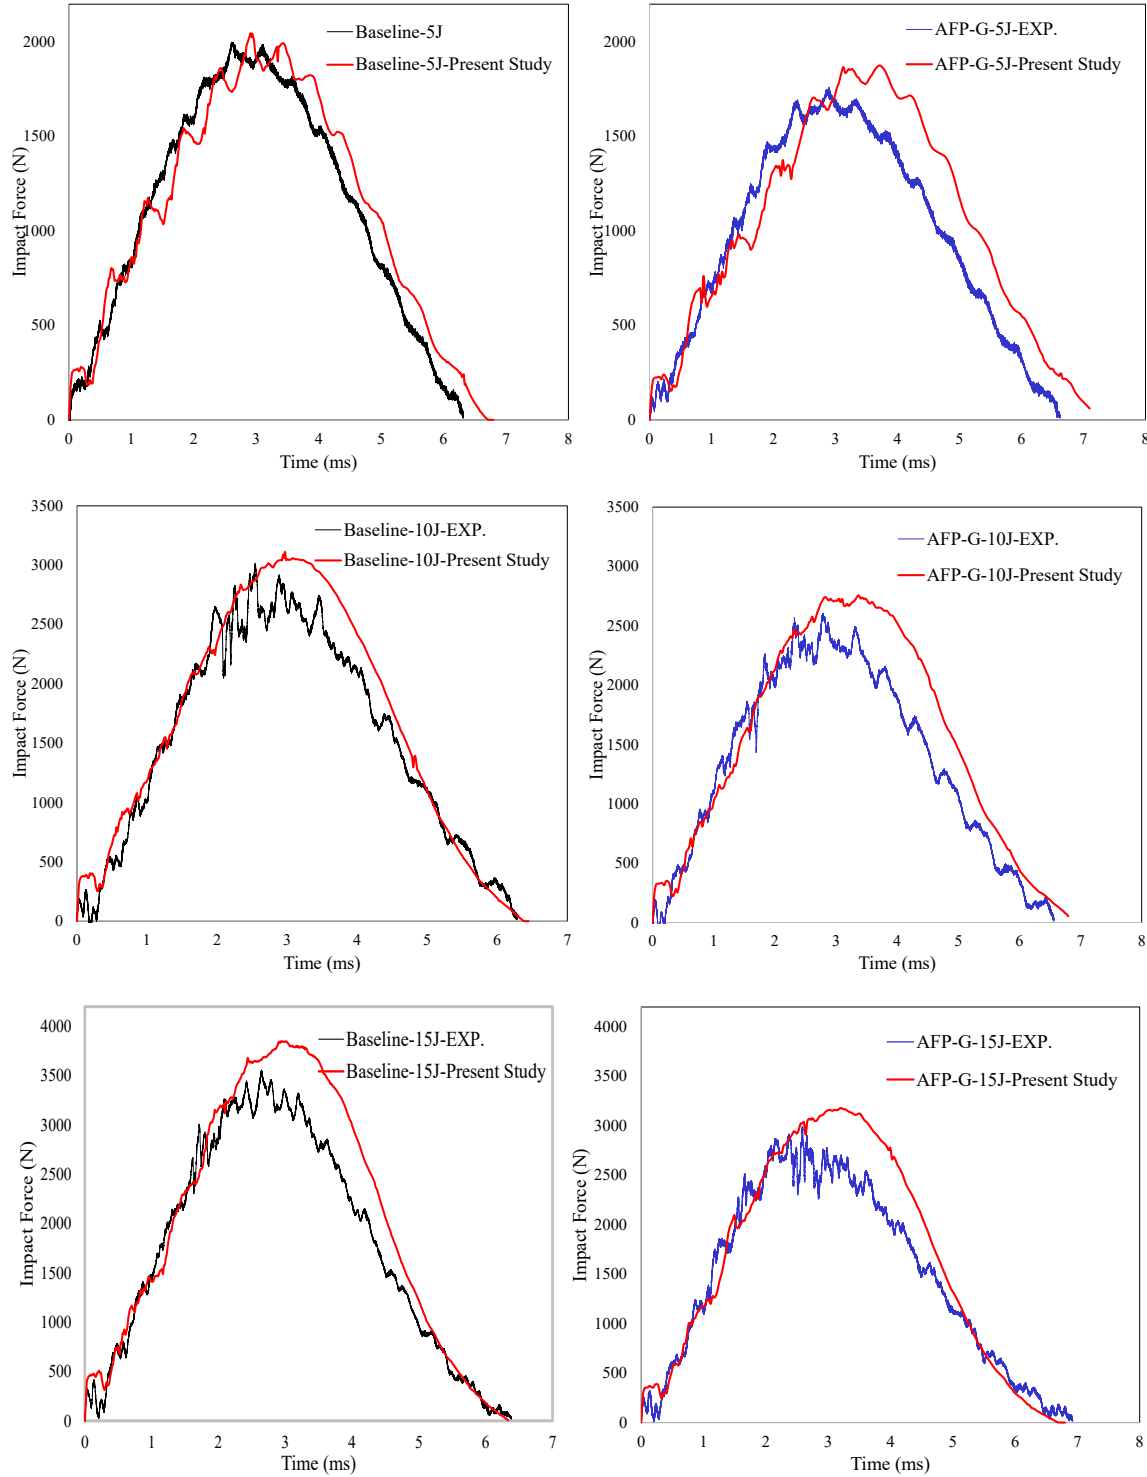 Baseline-5J
Baseline-5J-Present Study
Impact Force (N)
2000
1500
1000
500
0
0 1 2 3 4 5 6 7 8
Time (ms)
AFP-G-5J-EXP.
AFP-G-5J-Present Study
Impact Force (N)
2000
1500
1000
500
0
0 1 2 3 4 5 6 7 8
Time (ms)
Baseline-10J-EXP.
Baseline-10J-Present Study
Impact Force (N)
3500
3000
2500
2000
1500
1000
500
0
0 1 2 3 4 5 6 7
Time (ms)
AFP-G-10J-EXP.
AFP-G-10J-Present Study
Impact Force (N)
3500
3000
2500
2000
1500
1000
500
0
0 1 2 3 4 5 6 7 8
Time (ms)
Baseline-15J-EXP.
Baseline-15J-Present Study
Impact Force (N)
4000
3500
3000
2500
2000
1500
1000
500
0
0 1 2 3 4 5 6 7
Time (ms)
AFP-G-15J-EXP.
AFP-G-15J-Present Study
Impact Force (N)
4000
3500
3000
2500
2000
1500
1000
500
0
0 1 2 3 4 5 6 7 8
Time (ms)